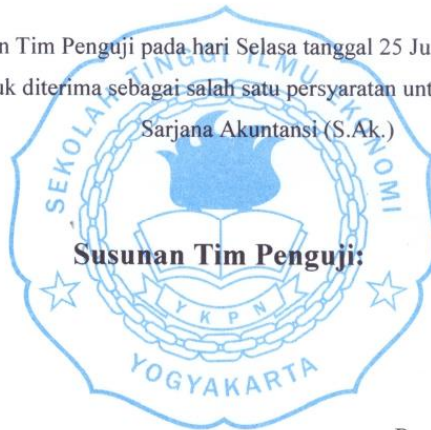 n Tim Penguji pada hari Selasa tanggal 25 Ju
uk diterima sebagai salah satu persyaratan unt
Sarjana Akuntansi (S.Ak.)
SEKOLAH TINGGI ILMU EKONOMI
Susunan Tim Penguji:
YKPN
YOGYAKARTA